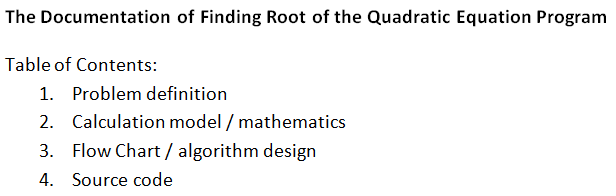 The Documentation of Finding Root of the Quadratic Equation Program
Table of Contents:
1. Problem definition
2. Calculation model / mathematics
3. Flow Chart / algorithm design
4. Source code